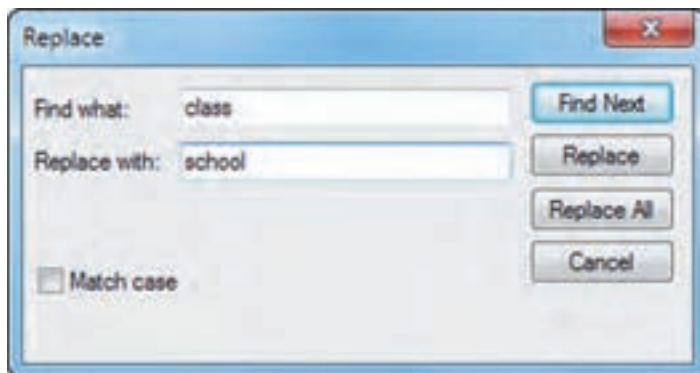 Replace
Find what: class
Find Next
Replace with: school
Replace
Replace All
Match case
Cancel